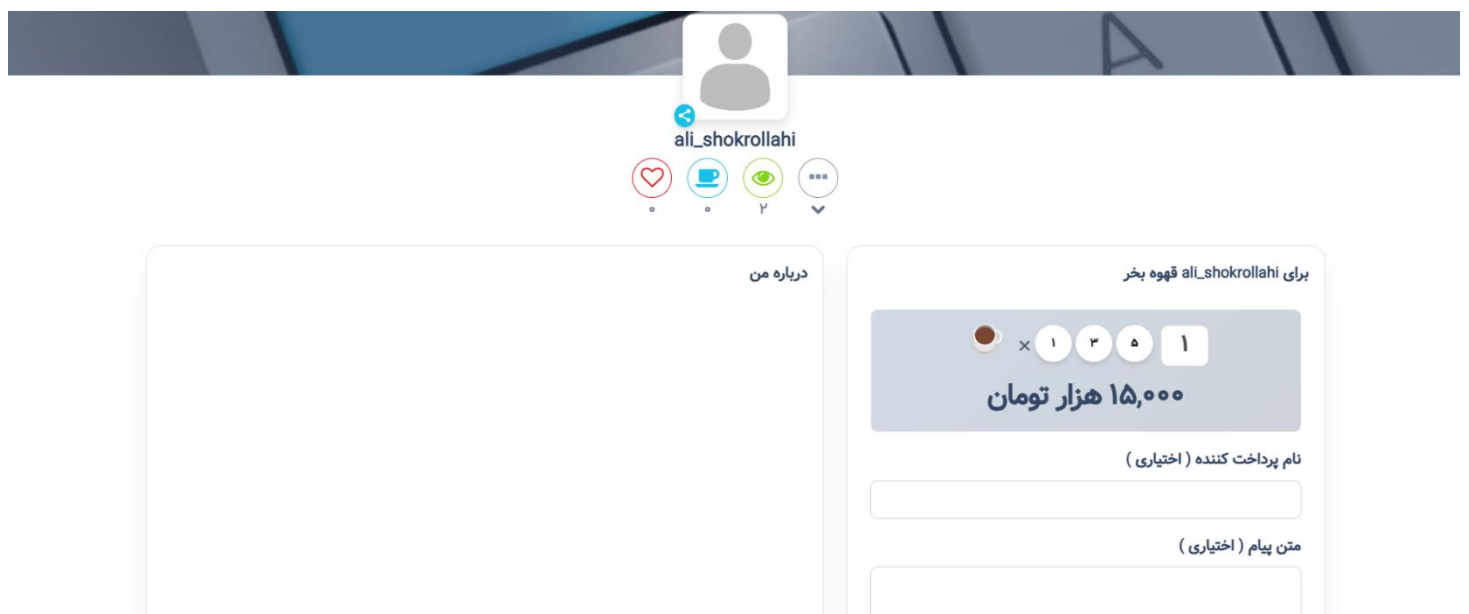 A
ali_shokrollahi
۰ ۰ ۲
برای ali_shokrollahi قهوه بخر
۱ ۵ ۳ ۱ ×
۱۵,۰۰۰ هزار تومان
نام پرداخت کننده ( اختیاری )
متن پیام ( اختیاری )
درباره من